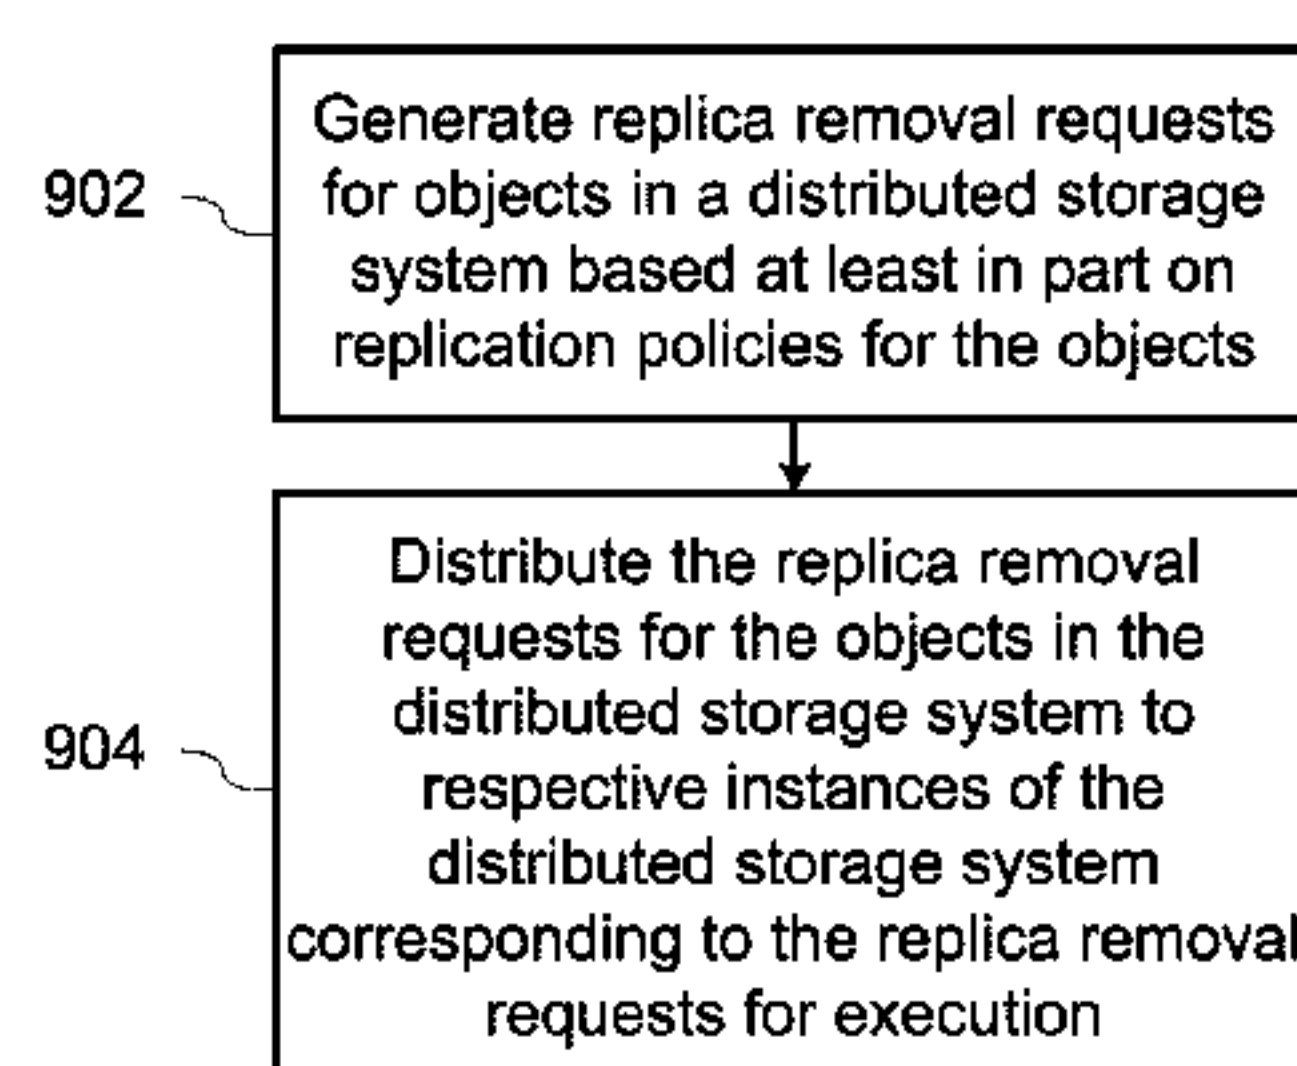 902
Generate replica removal requests
for objects in a distributed storage
system based at least in part on
replication policies for the objects
904
Distribute the replica removal
requests for the objects in the
distributed storage system to
respective instances of the
distributed storage system
corresponding to the replica removal
requests for execution